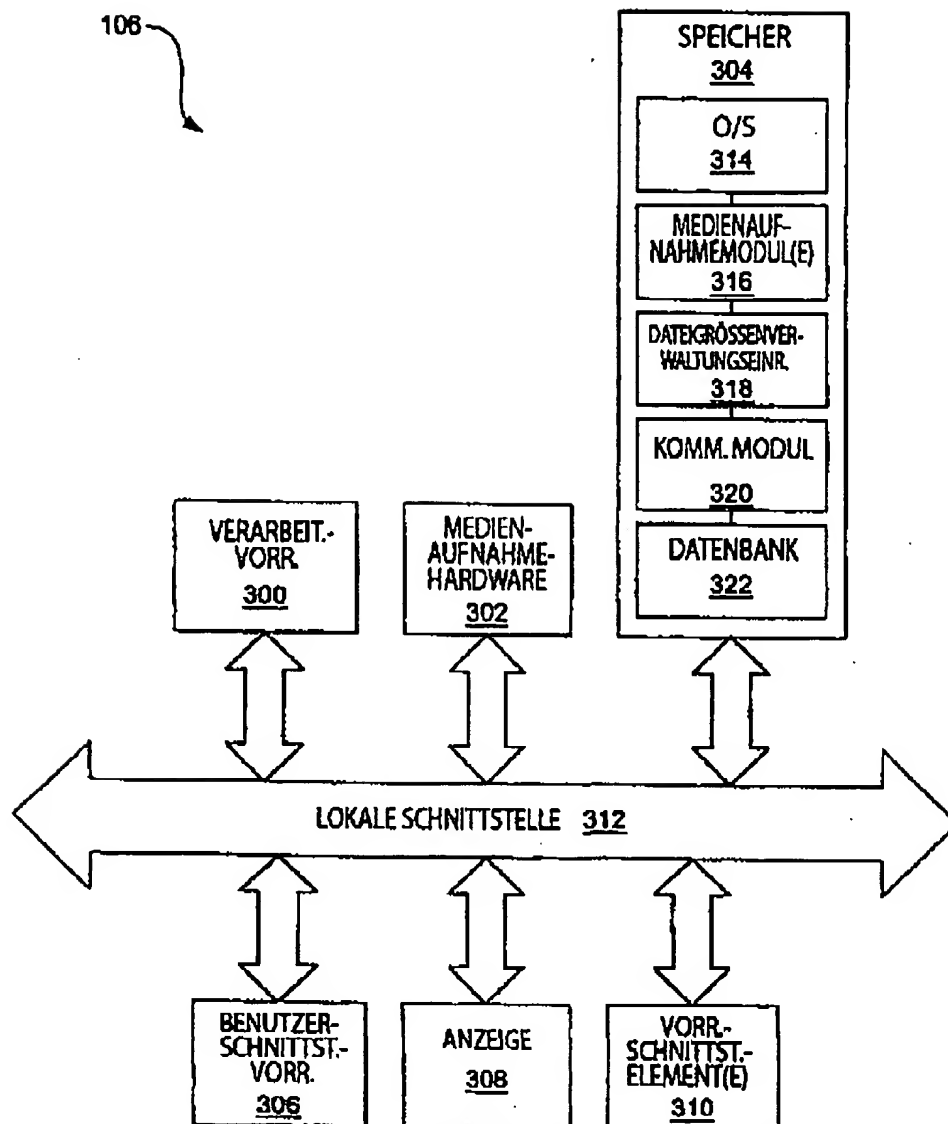 106
SPEICHER
304
O/S
314
MEDIENAUF-
NAHMEMODUL(E)
316
DATEIGRÖSSENVER-
WALTUNGSEINR.
318
KOMM. MODUL
320
DATENBANK
322
VERARBEIT.-
VORR.
300
MEDIEN-
AUFNAHME-
HARDWARE
302
LOKALE SCHNITTSTELLE 312
BENUTZER-
SCHNITTST.-
VORR.
306
ANZEIGE
308
VORR.-
SCHNITTST.-
ELEMENT(E)
310